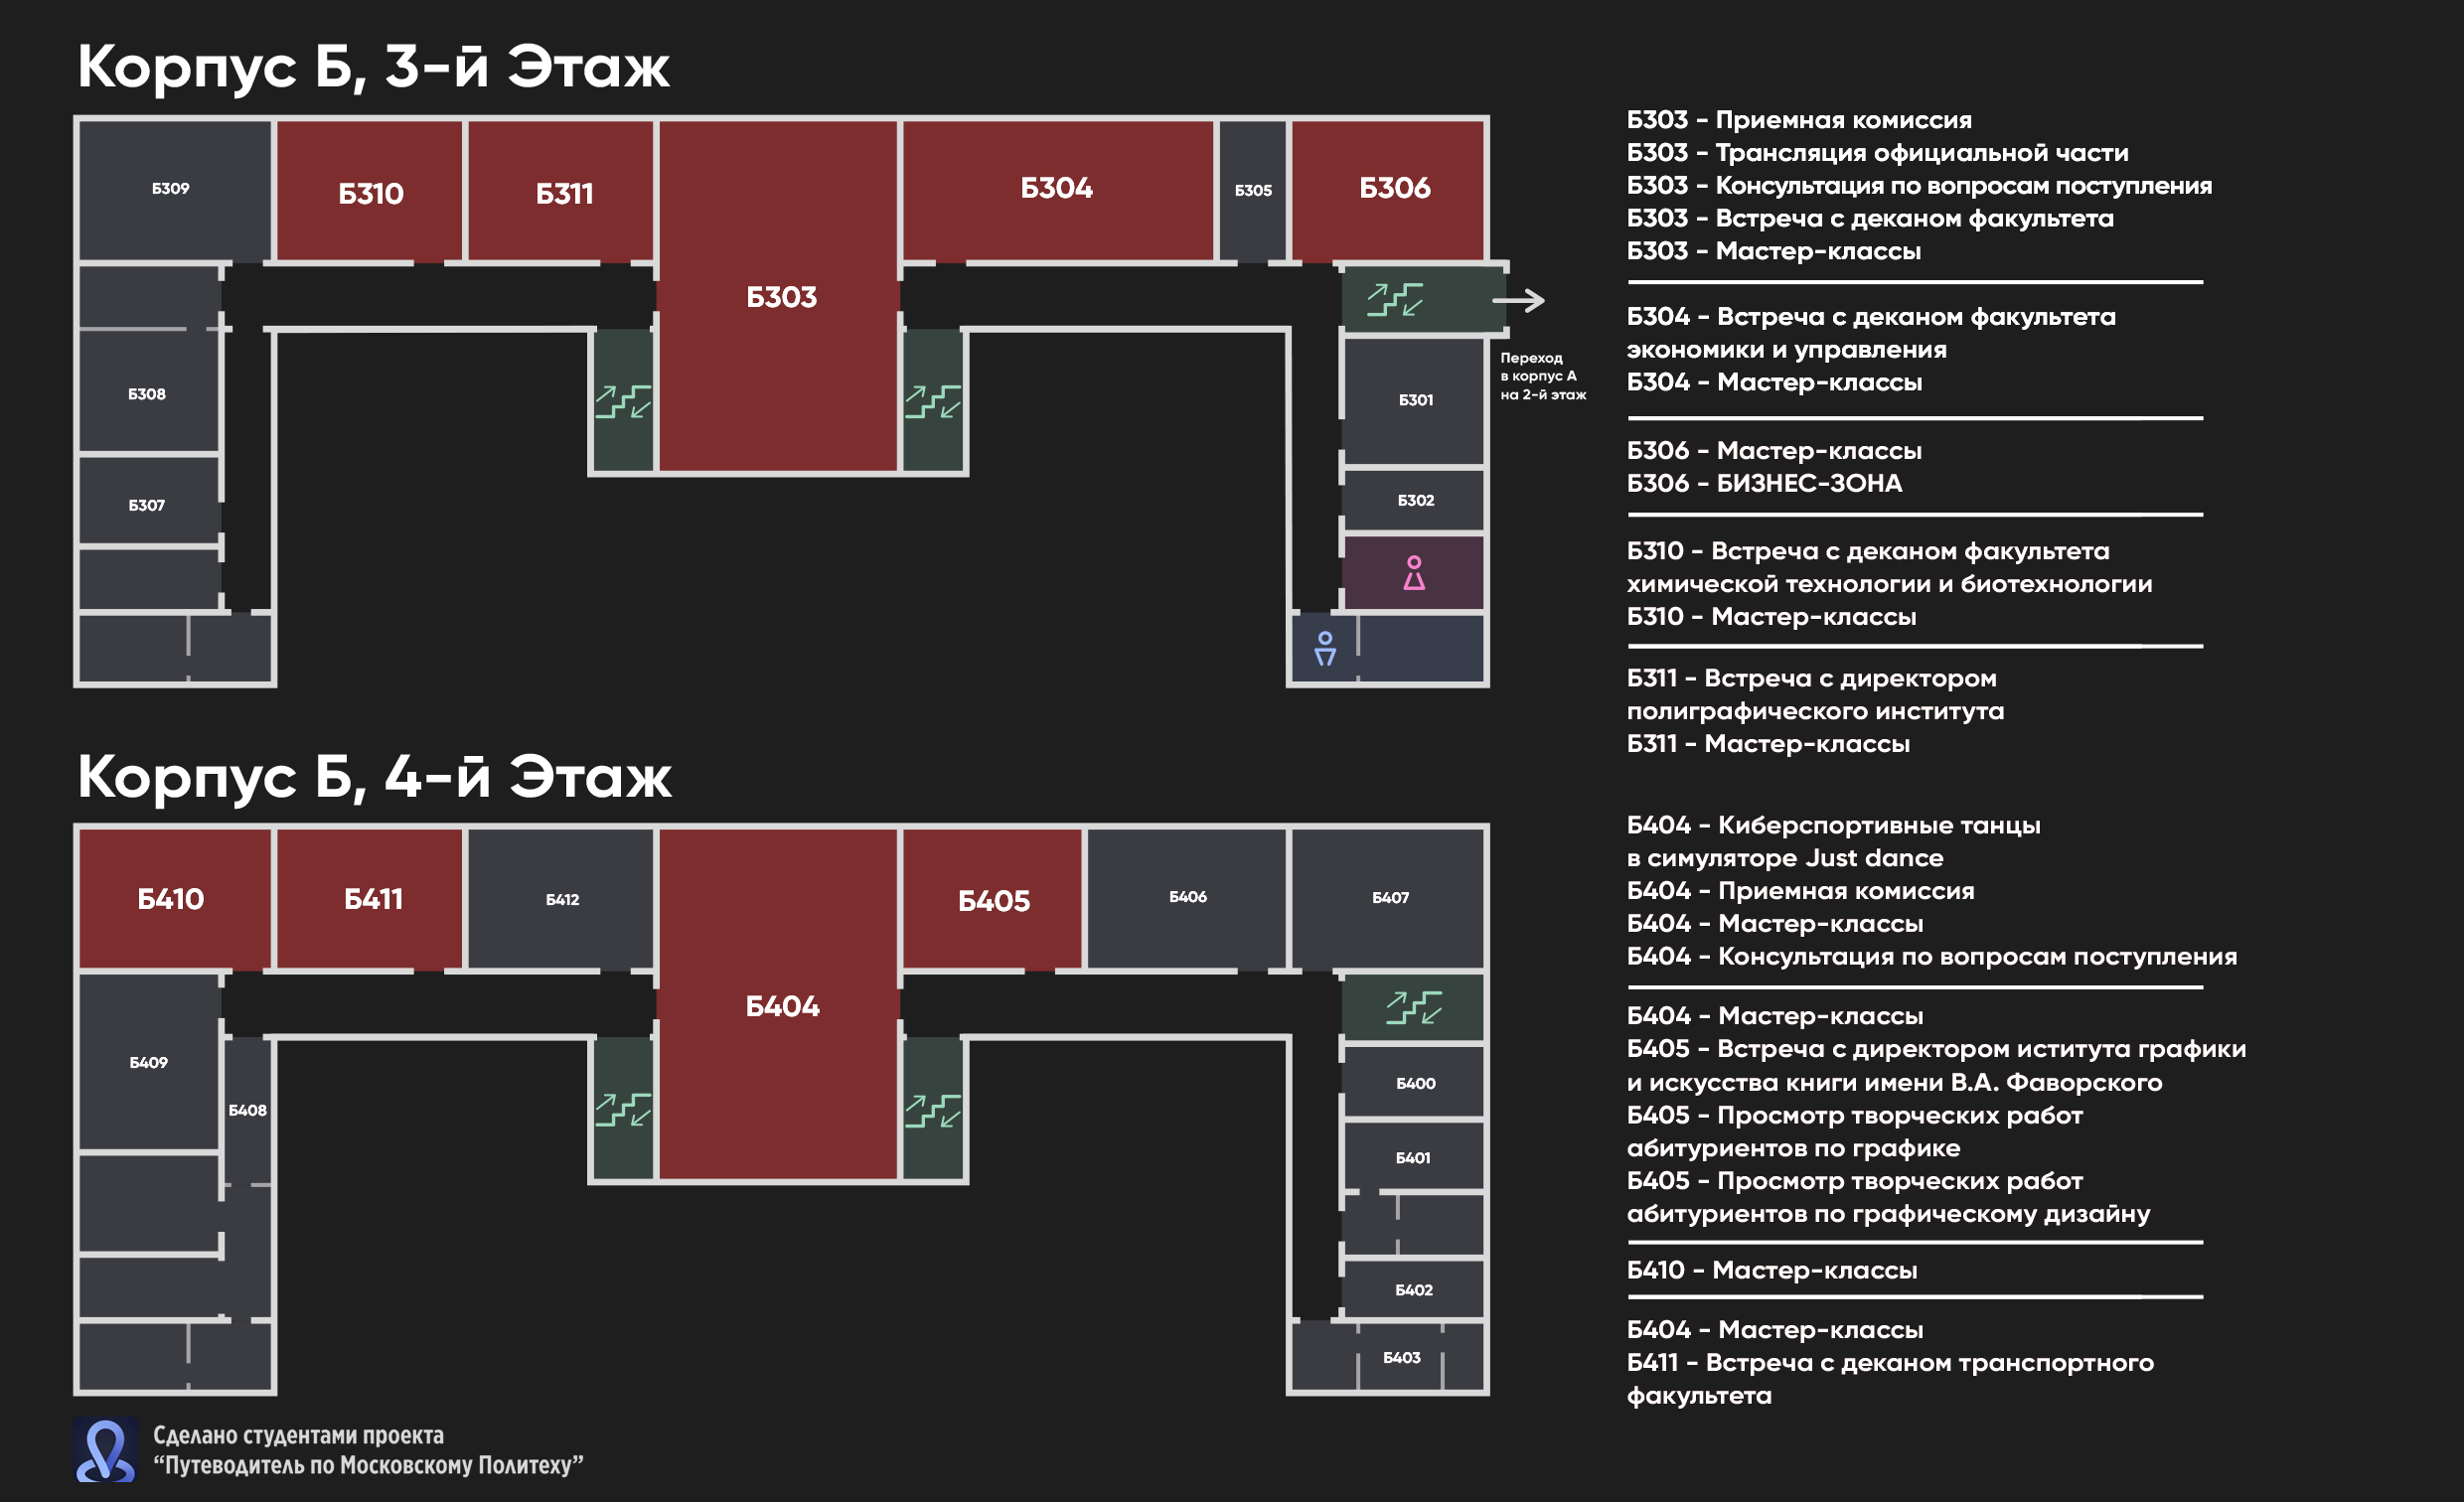 Корпус Б, 3-й Этаж
Б309
Б310
Б311
Б303
Б304
Б305
Б306
Б308
Б307
Б301
Б302
Переход
в корпус А
на 2-й этаж
Б303 - Приемная комиссия
Б303 - Трансляция официальной части
Б303 - Консультация по вопросам поступления
Б303 - Встреча с деканом факультета
Б303 - Мастер-классы
Б304 - Встреча с деканом факультета
экономики и управления
Б304 - Мастер-классы
Б306 - Мастер-классы
Б306 - БИЗНЕС-ЗОНА
Б310 - Встреча с деканом факультета
химической технологии и биотехнологии
Б310 - Мастер-классы
Б311 - Встреча с директором
полиграфического института
Б311 - Мастер-классы
Корпус Б, 4-й Этаж
Б410
Б411
Б412
Б404
Б405
Б406
Б407
Б409
Б408
Б400
Б401
Б402
Б403
Б404 - Киберспортивные танцы
в симуляторе Just dance
Б404 - Приемная комиссия
Б404 - Мастер-классы
Б404 - Консультация по вопросам поступления
Б404 - Мастер-классы
Б405 - Встреча с директором иститута графики
и искусства книги имени В.А. Фаворского
Б405 - Просмотр творческих работ
абитуриентов по графике
Б405 - Просмотр творческих работ
абитуриентов по графическому дизайну
Б410 - Мастер-классы
Б404 - Мастер-классы
Б411 - Встреча с деканом транспортного
факультета
Сделано студентами проекта
“Путеводитель по Московскому Политеху”